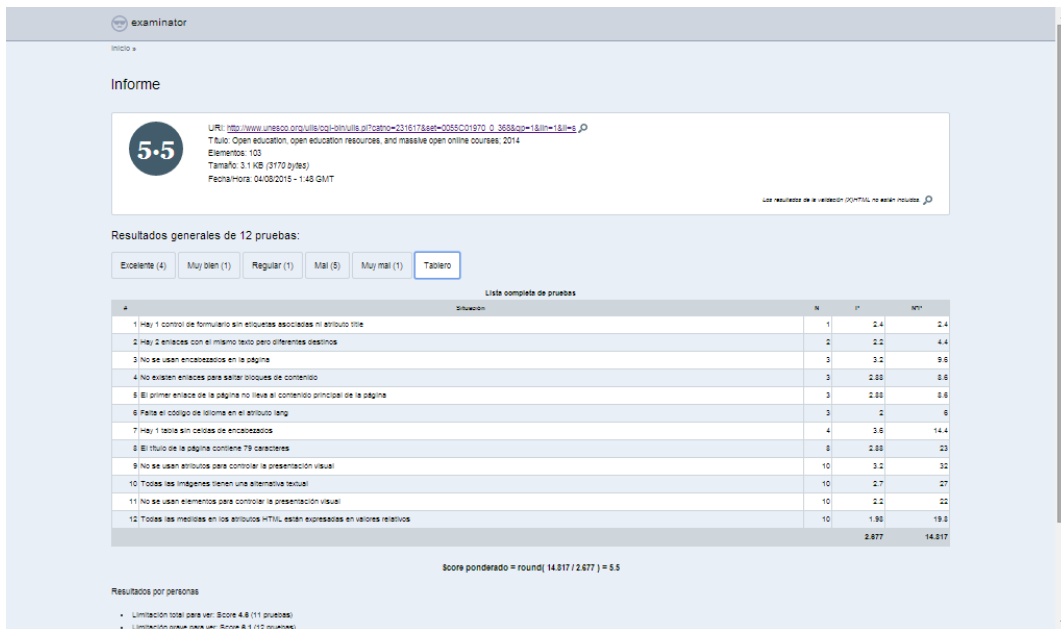 examinator
Inicio »
Informe
5.5
URI: http://www.unesco.org/ulis/cgi-bin/ulis.pl?catno=231617&set=0055C01970_0_368&gp=1&lin=1&ll=s
Título: Open education, open education resources, and massive open online courses; 2014
Elementos: 103
Tamaño: 3.1 KB (3170 bytes)
Fecha/Hora: 04/08/2015 - 1:48 GMT
Los resultados de la validación (X)HTML no están incluidos.
Resultados generales de 12 pruebas:
Excelente (4) Muy bien (1) Regular (1) Mal (5) Muy mal (1) Tablero
Lista completa de pruebas
# Situación N I* N*I*
1 Hay 1 control de formulario sin etiquetas asociadas ni atributo title 1 2.4 2.4
2 Hay 2 enlaces con el mismo texto pero diferentes destinos 2 2.2 4.4
3 No se usan encabezados en la página 3 3.2 9.6
4 No existen enlaces para saltar bloques de contenido 3 2.88 8.6
5 El primer enlace de la página no lleva al contenido principal de la página 3 2.88 8.6
6 Falta el código de idioma en el atributo lang 3 2 6
7 Hay 1 tabla sin celdas de encabezados 4 3.6 14.4
8 El título de la página contiene 79 caracteres 8 2.88 23
9 No se usan atributos para controlar la presentación visual 10 3.2 32
10 Todas las imágenes tienen una alternativa textual 10 2.7 27
11 No se usan elementos para controlar la presentación visual 10 2.2 22
12 Todas las medidas en los atributos HTML están expresadas en valores relativos 10 1.98 19.8
2.677 14.817
Score ponderado = round( 14.817 / 2.677 ) = 5.5
Resultados por personas
• Limitación total para ver: Score 4.6 (11 pruebas)
• Limitación grave para ver: Score 6.1 (12 pruebas)